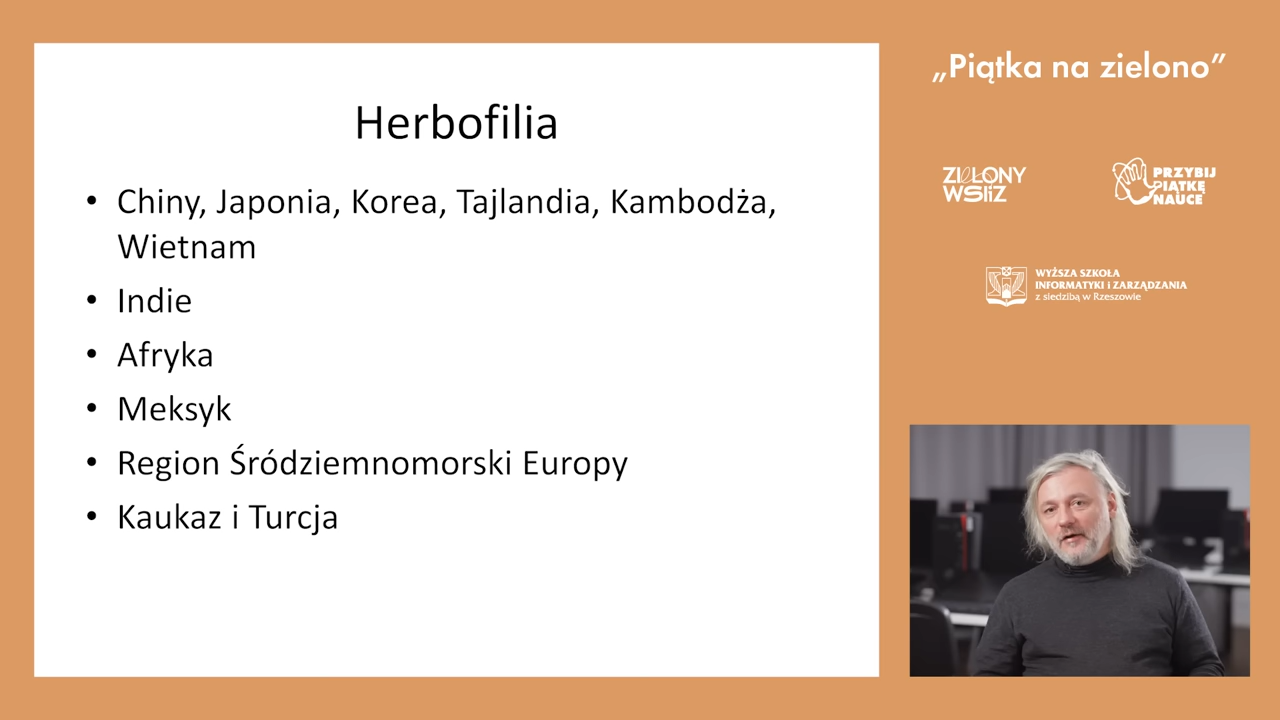 Herbofilia
• Chiny, Japonia, Korea, Tajlandia, Kambodża,
Wietnam
• Indie
• Afryka
• Meksyk
• Region Śródziemnomorski Europy
• Kaukaz i Turcja
„Piątka na zielono”
ZIELONY
WSIiZ
PRZYBIJ
PIĄTKĘ
NAUCE
WYŻSZA SZKOŁA
INFORMATYKI i ZARZĄDZANIA
z siedzibą w Rzeszowie